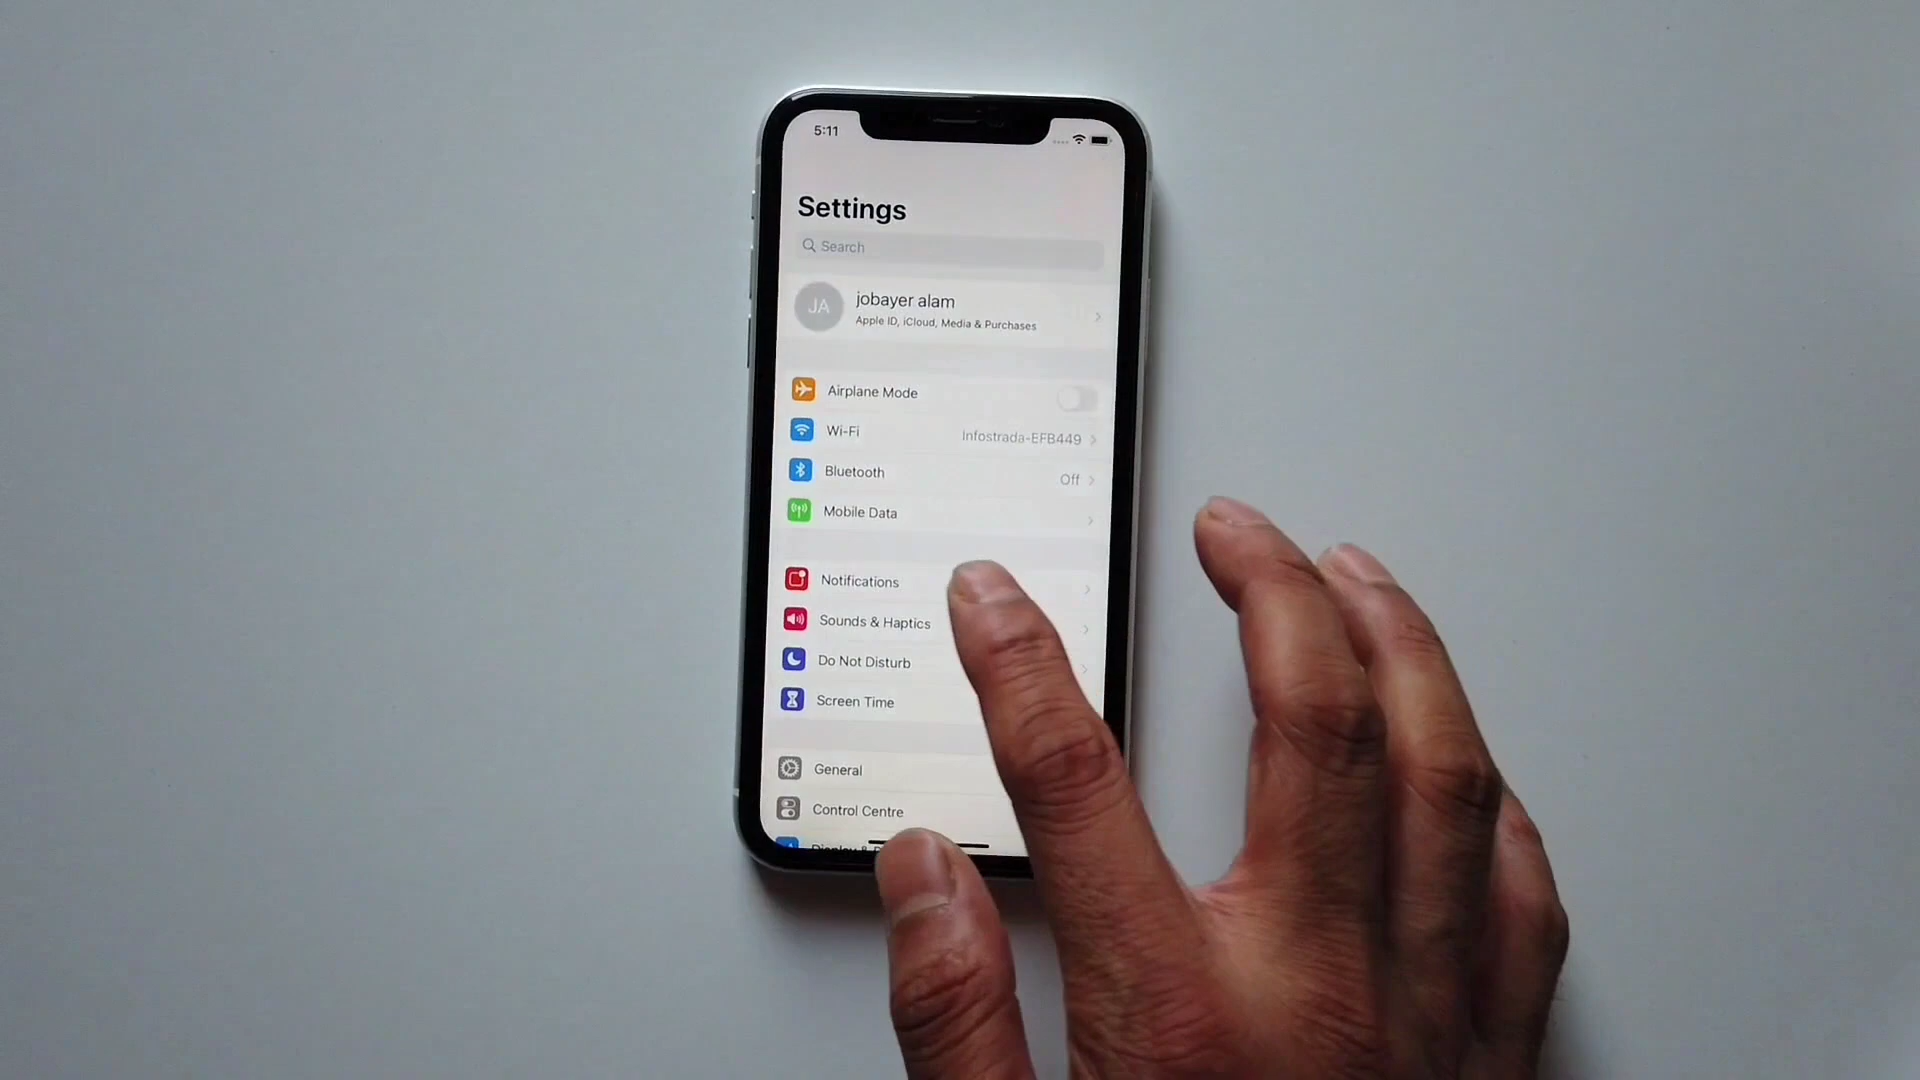 5:11
Settings
Search
JA
jobayer alam
Apple ID, iCloud, Media & Purchases
Airplane Mode
Wi-Fi
Infostrada-EFB449
Bluetooth
Off
Mobile Data
Notifications
Sounds & Haptics
Do Not Disturb
Screen Time
General
Control Centre
Display &